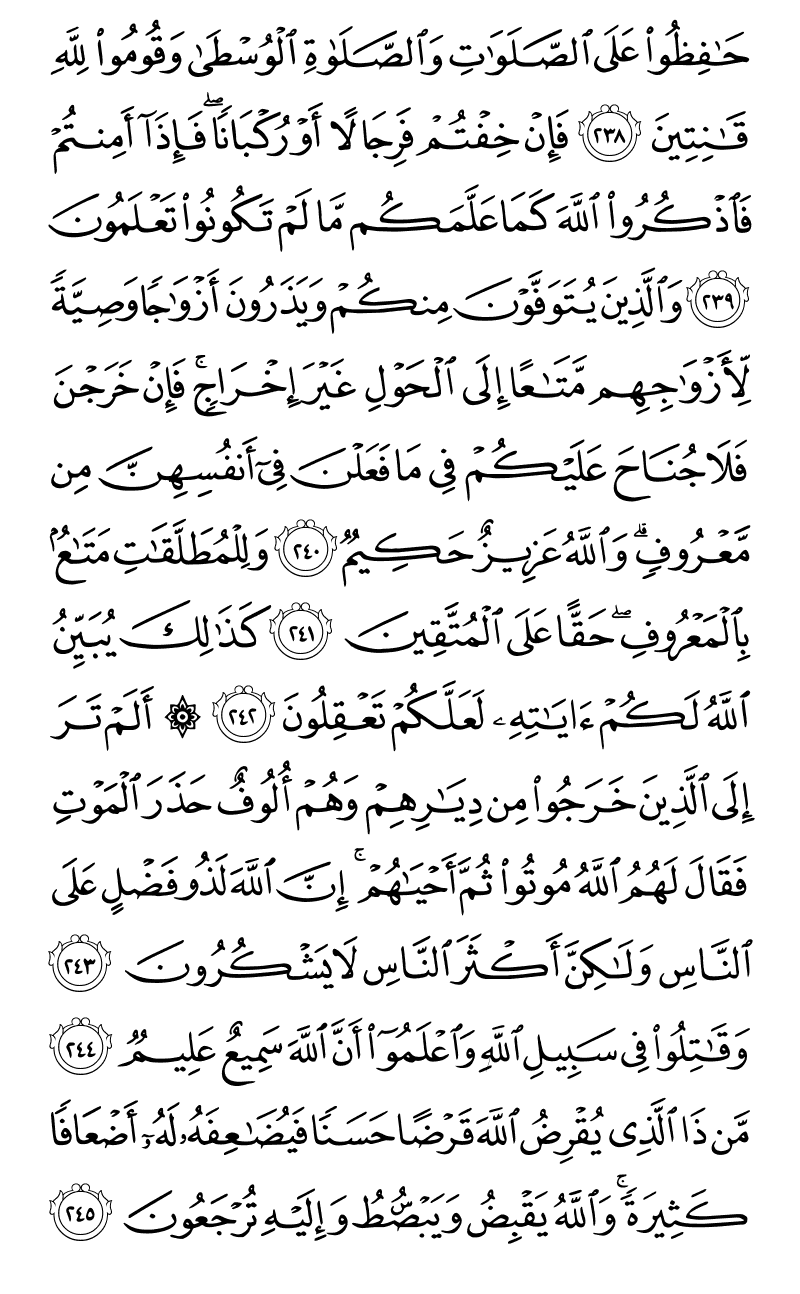 حَٰفِظُوا۟ عَلَى ٱلصَّلَوَٰتِ وَٱلصَّلَوٰةِ ٱلْوُسْطَىٰ وَقُومُوا۟ لِلَّهِ
قَٰنِتِينَ ٢٣٨ فَإِنْ خِفْتُمْ فَرِجَالًا أَوْ رُكْبَانًا ۖ فَإِذَآ أَمِنتُمْ
فَٱذْكُرُوا۟ ٱللَّهَ كَمَا عَلَّمَكُم مَّا لَمْ تَكُونُوا۟ تَعْلَمُونَ
٢٣٩ وَٱلَّذِينَ يُتَوَفَّوْنَ مِنكُمْ وَيَذَرُونَ أَزْوَٰجًا وَصِيَّةً
لِّأَزْوَٰجِهِم مَّتَٰعًا إِلَى ٱلْحَوْلِ غَيْرَ إِخْرَاجٍ ۚ فَإِنْ خَرَجْنَ
فَلَا جُنَاحَ عَلَيْكُمْ فِى مَا فَعَلْنَ فِىٓ أَنفُسِهِنَّ مِن
مَّعْرُوفٍ ۗ وَٱللَّهُ عَزِيزٌ حَكِيمٌ ٢٤٠ وَلِلْمُطَلَّقَٰتِ مَتَٰعٌۢ
بِٱلْمَعْرُوفِ ۖ حَقًّا عَلَى ٱلْمُتَّقِينَ ٢٤١ كَذَٰلِكَ يُبَيِّنُ
ٱللَّهُ لَكُمْ ءَايَٰتِهِۦ لَعَلَّكُمْ تَعْقِلُونَ ٢٤٢ ۞ أَلَمْ تَرَ
إِلَى ٱلَّذِينَ خَرَجُوا۟ مِن دِيَٰرِهِمْ وَهُمْ أُلُوفٌ حَذَرَ ٱلْمَوْتِ
فَقَالَ لَهُمُ ٱللَّهُ مُوتُوا۟ ثُمَّ أَحْيَٰهُمْ ۚ إِنَّ ٱللَّهَ لَذُو فَضْلٍ عَلَى
ٱلنَّاسِ وَلَٰكِنَّ أَكْثَرَ ٱلنَّاسِ لَا يَشْكُرُونَ ٢٤٣
وَقَٰتِلُوا۟ فِى سَبِيلِ ٱللَّهِ وَٱعْلَمُوٓا۟ أَنَّ ٱللَّهَ سَمِيعٌ عَلِيمٌ ٢٤٤
مَّن ذَا ٱلَّذِى يُقْرِضُ ٱللَّهَ قَرْضًا حَسَنًا فَيُضَٰعِفَهُۥ لَهُۥٓ أَضْعَافًا
كَثِيرَةً ۚ وَٱللَّهُ يَقْبِضُ وَيَبْصُۜطُ وَإِلَيْهِ تُرْجَعُونَ ٢٤٥